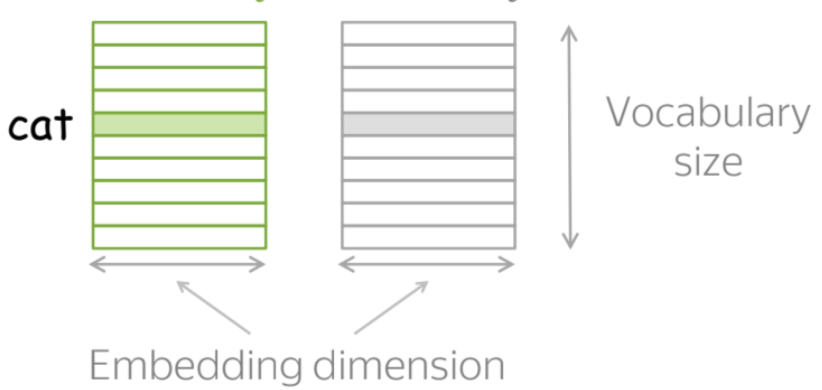 cat
Vocabulary
size
Embedding dimension